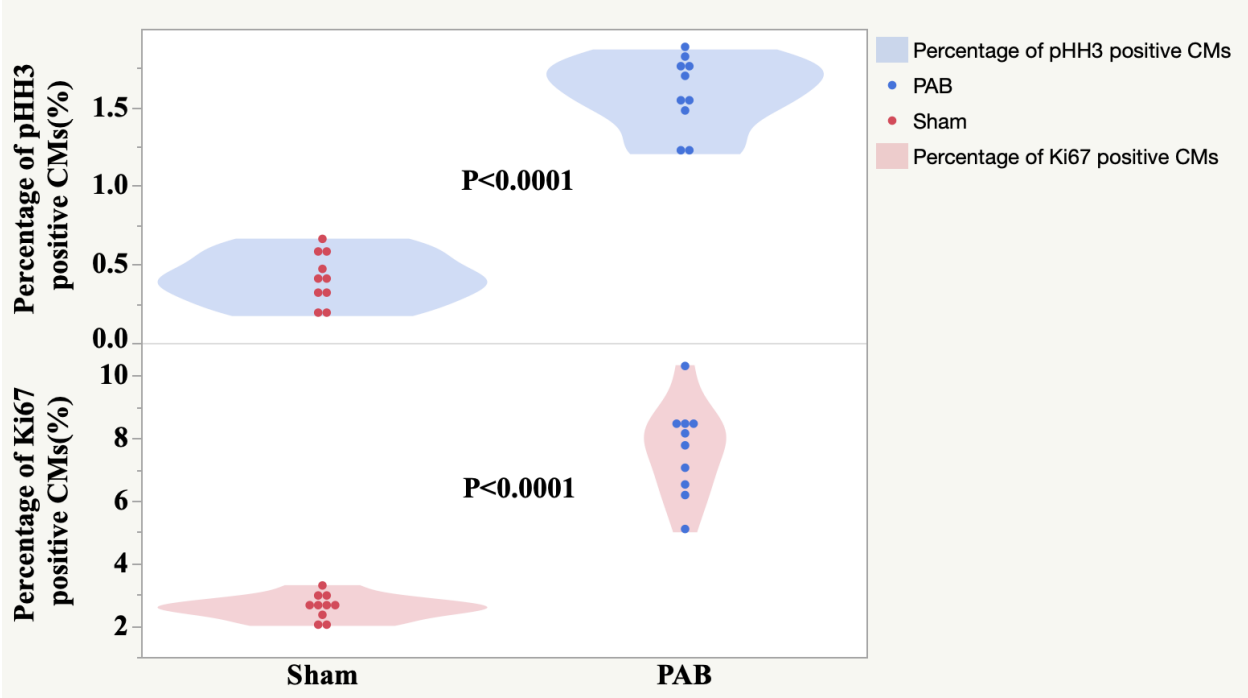 Percentage of pHH3
positive CMs(%)
1.5
1.0
0.5
0.0
P<0.0001
Percentage of Ki67
positive CMs(%)
10
8
6
4
2
P<0.0001
Sham
PAB
Percentage of pHH3 positive CMs
PAB
Sham
Percentage of Ki67 positive CMs